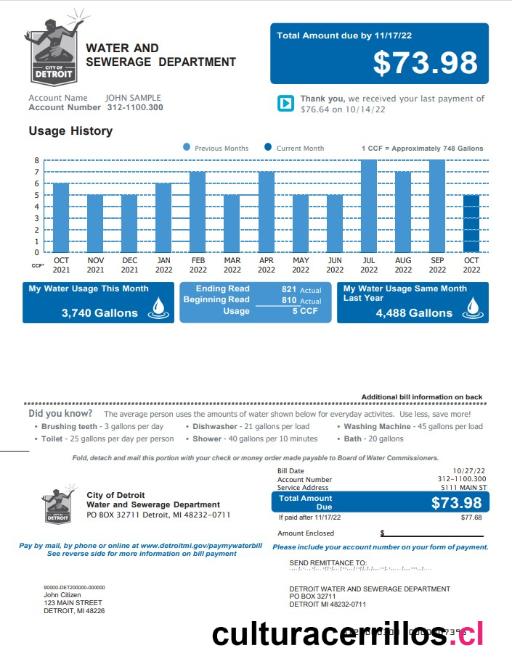 CITY OF
DETROIT
WATER AND
SEWERAGE DEPARTMENT
Total Amount due by 11/17/22
$73.98
Account Name JOHN SAMPLE
Account Number 312-1100.300
Thank you, we received your last payment of
$76.64 on 10/14/22
Usage History
Previous Months Current Month 1 CCF = Approximately 748 Gallons
8
7
6
5
4
3
2
1
0
CCF*
OCT NOV DEC JAN FEB MAR APR MAY JUN JUL AUG SEP OCT
2021 2021 2021 2022 2022 2022 2022 2022 2022 2022 2022 2022 2022
My Water Usage This Month
3,740 Gallons
Ending Read 821 Actual
Beginning Read 810 Actual
Usage 5 CCF
My Water Usage Same Month
Last Year
4,488 Gallons
Additional bill information on back
Did you know? The average person uses the amounts of water shown below for everyday activites. Use less, save more!
• Brushing teeth - 3 gallons per day • Dishwasher - 21 gallons per load • Washing Machine - 45 gallons per load
• Toilet - 25 gallons per day per person • Shower - 40 gallons per 10 minutes • Bath - 20 gallons
Fold, detach and mail this portion with your check or money order made payable to Board of Water Commissioners.
DETROIT
City of Detroit
Water and Sewerage Department
PO BOX 32711 Detroit, MI 48232-0711
Bill Date 10/27/22
Account Number 312-1100.300
Service Address 5111 MAIN ST
Total Amount
Due
$73.98
If paid after 11/17/22 $77.68
Amount Enclosed $
Pay by mail, by phone or online at www.detroitmi.gov/paymywaterbill
See reverse side for more information on bill payment
Please include your account number on your form of payment.
SEND REMITTANCE TO:
90000-DET200000-000000
John Citizen
123 MAIN STREET
DETROIT, MI 48226
DETROIT WATER AND SEWERAGE DEPARTMENT
PO BOX 32711
DETROIT MI 48232-0711
culturacerrillos.cl